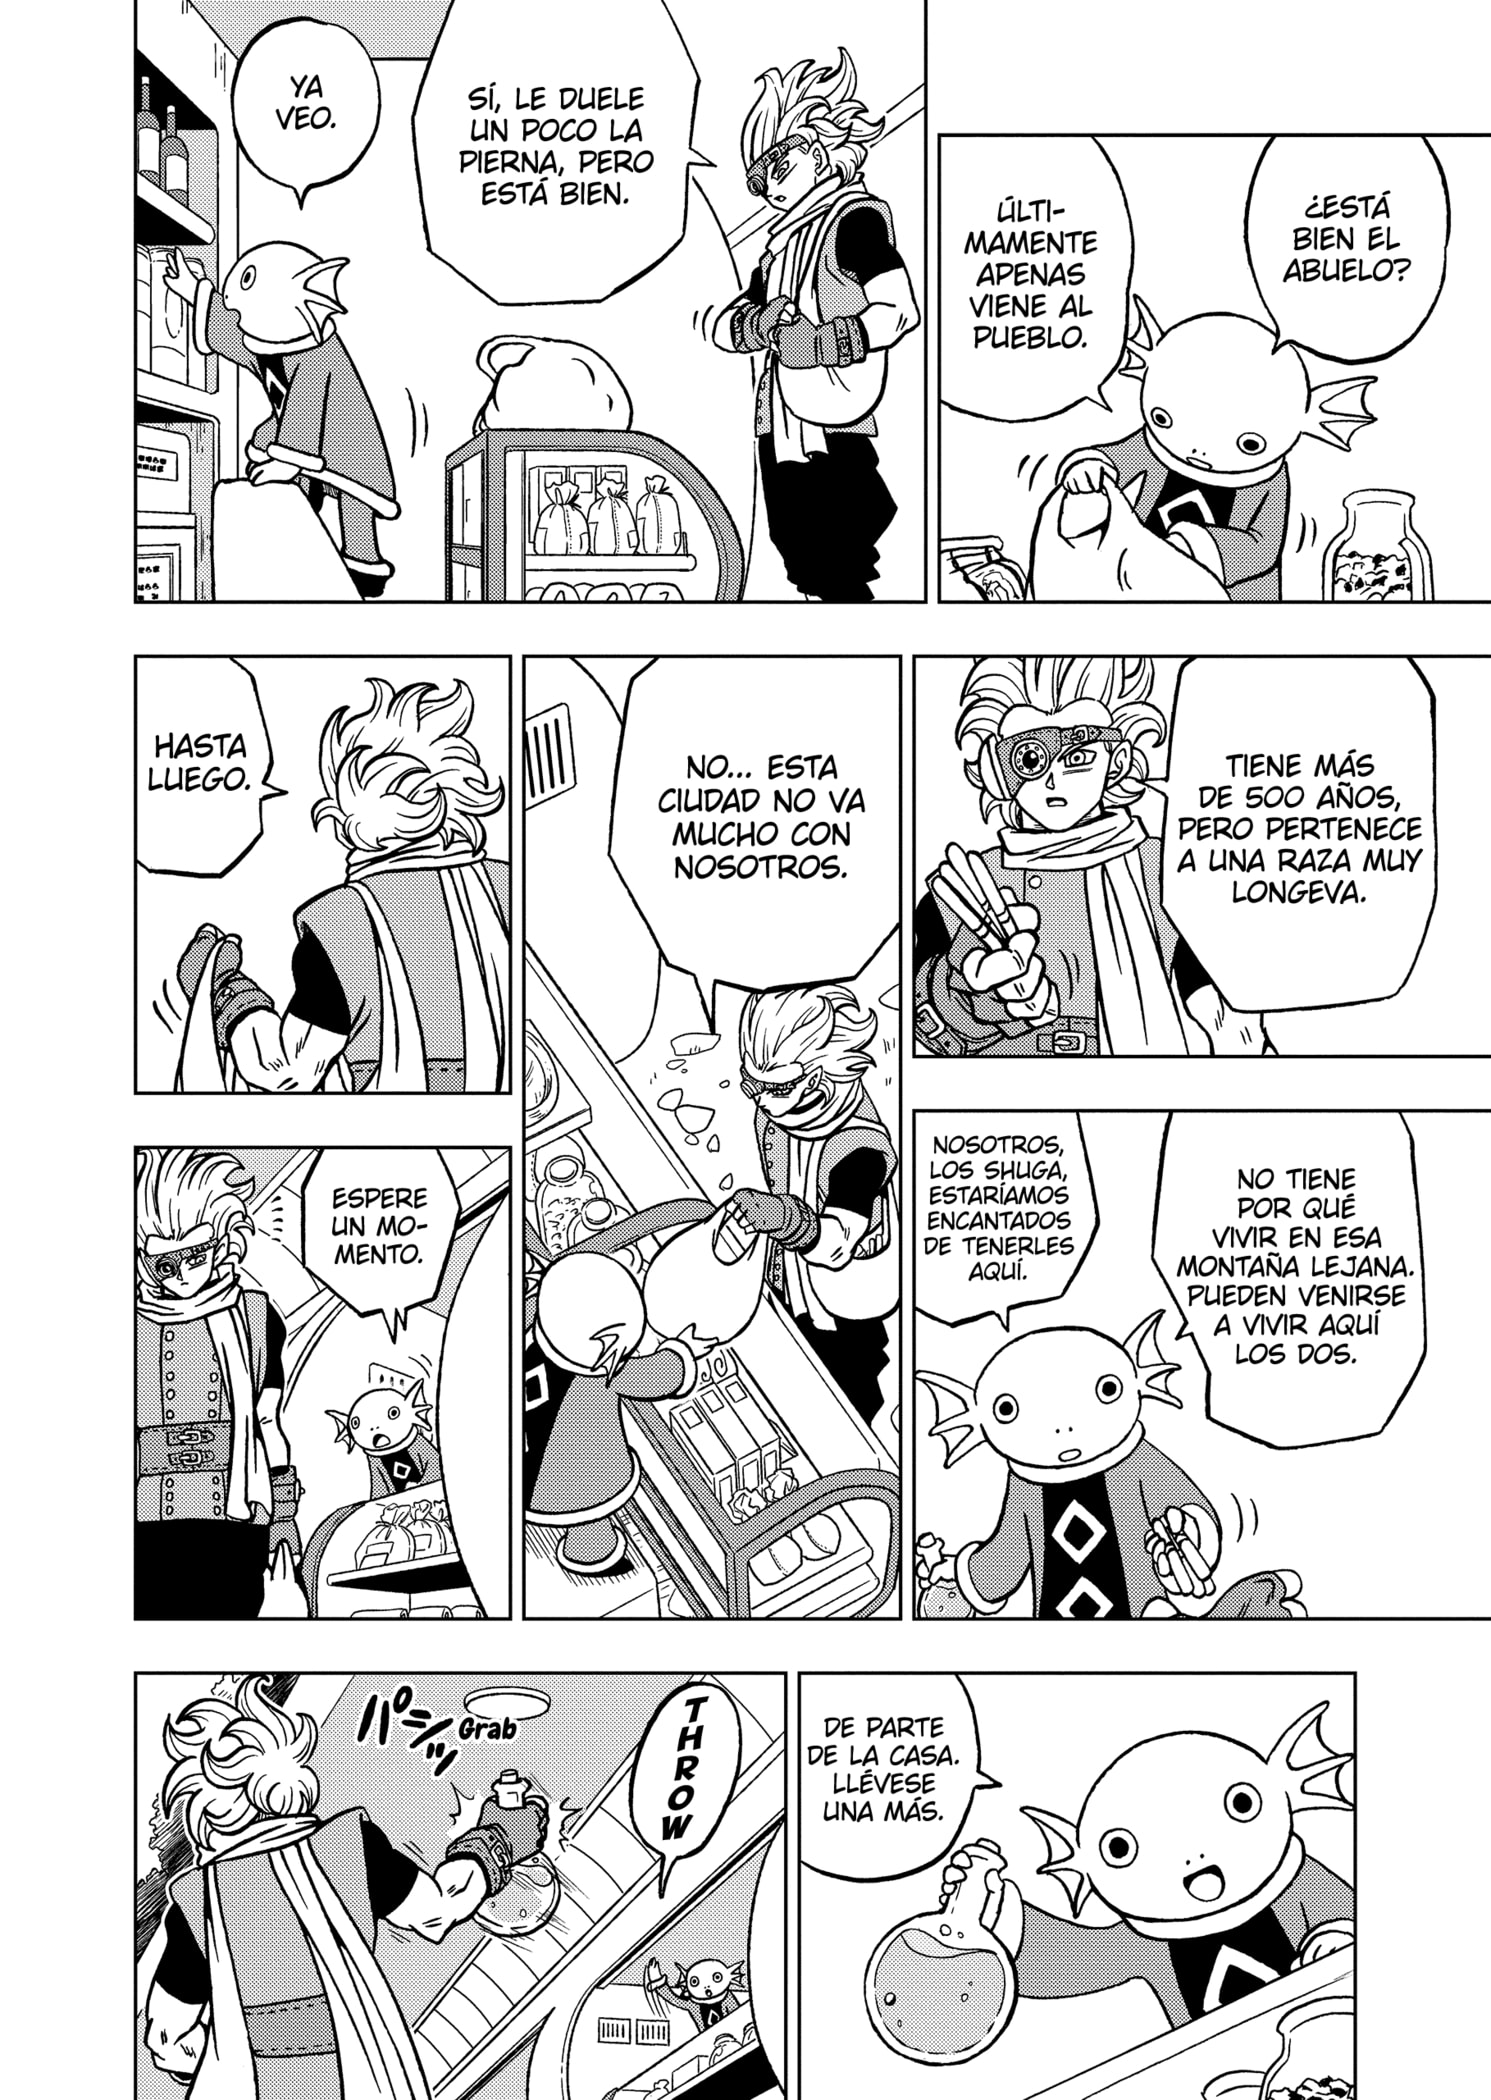 ¿ESTÁ
BIEN EL
ABUELO?
ÚLTI-
MAMENTE
APENAS
VIENE AL
PUEBLO.
SÍ, LE DUELE
UN POCO LA
PIERNA, PERO
ESTÁ BIEN.
YA
VEO.
TIENE MÁS
DE 500 AÑOS,
PERO PERTENECE
A UNA RAZA MUY
LONGEVA.
NO TIENE
POR QUÉ
VIVIR EN ESA
MONTAÑA LEJANA.
PUEDEN VENIRSE
A VIVIR AQUÍ
LOS DOS.
NOSOTROS,
LOS SHUGA,
ESTARÍAMOS
ENCANTADOS
DE TENERLES
AQUÍ.
NO... ESTA
CIUDAD NO VA
MUCHO CON
NOSOTROS.
HASTA
LUEGO.
ESPERE
UN MO-
MENTO.
DE PARTE
DE LA CASA.
LLÉVESE
UNA MÁS.
THROW
パシッ
Grab